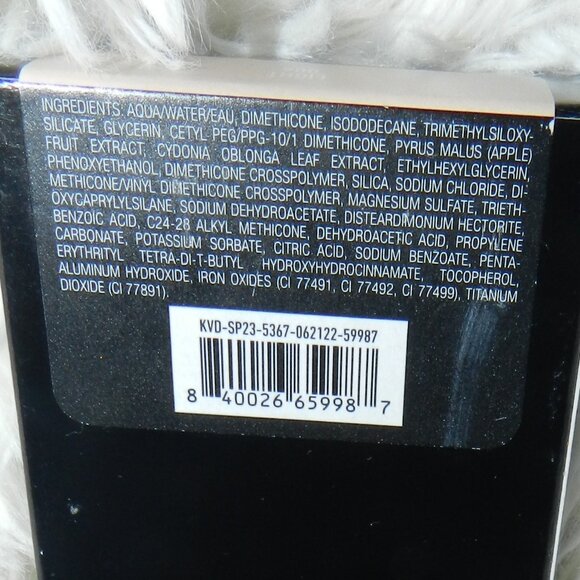 INGREDIENTS: AQUA/WATER/EAU, DIMETHICONE, ISODODECANE, TRIMETHYLSILOXY-
SILICATE, GLYCERIN, CETYL PEG/PPG-10/1 DIMETHICONE, PYRUS MALUS (APPLE)
FRUIT EXTRACT, CYDONIA OBLONGA LEAF EXTRACT, ETHYLHEXYLGLYCERIN,
PHENOXYETHANOL, DIMETHICONE CROSSPOLYMER, SILICA, SODIUM CHLORIDE, DI-
METHICONE/VINYL DIMETHICONE CROSSPOLYMER, MAGNESIUM SULFATE, TRIETH-
OXYCAPRYLYLSILANE, SODIUM DEHYDROACETATE, DISTEARDIMONIUM HECTORITE,
BENZOIC ACID, C24-28 ALKYL METHICONE, DEHYDROACETIC ACID, PROPYLENE
CARBONATE, POTASSIUM SORBATE, CITRIC ACID, SODIUM BENZOATE, PENTA-
ERYTHRITYL TETRA-DI-T-BUTYL HYDROXYHYDROCINNAMATE, TOCOPHEROL,
ALUMINUM HYDROXIDE, IRON OXIDES (CI 77491, CI 77492, CI 77499), TITANIUM
DIOXIDE (CI 77891).
KVD-SP23-5367-062122-59987
8 40026 65998 7